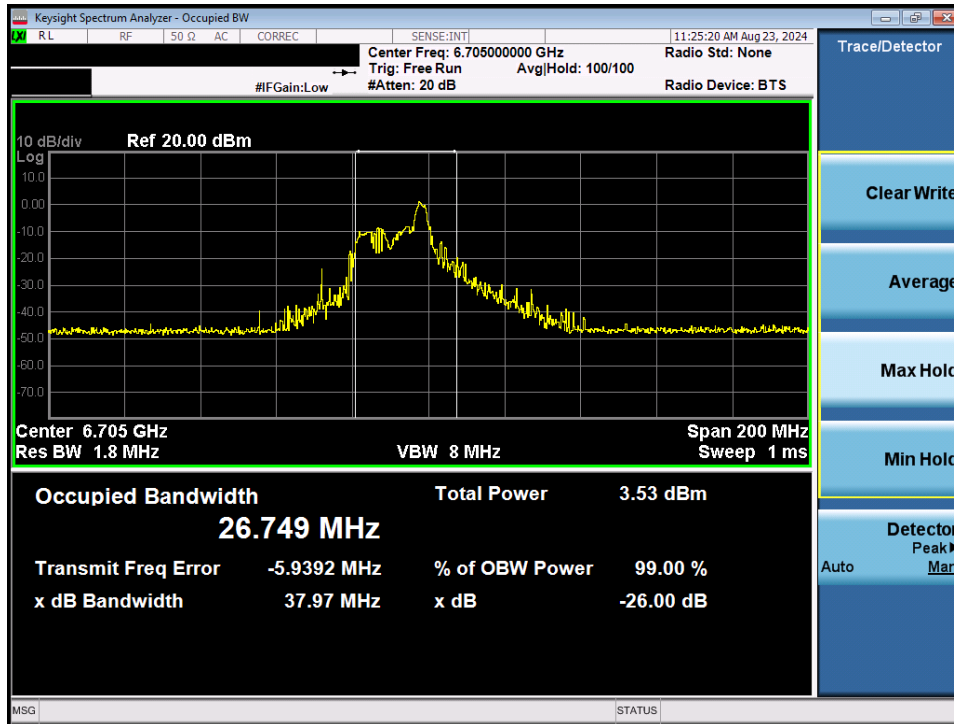 Keysight Spectrum Analyzer - Occupied BW
LXI RL RF 50 Ω AC CORREC SENSE:INT 11:25:20 AM Aug 23, 2024
Center Freq: 6.705000000 GHz Radio Std: None
Trig: Free Run Avg|Hold: 100/100
#IFGain:Low #Atten: 20 dB Radio Device: BTS
Trace/Detector
10 dB/div Ref 20.00 dBm
Log
10.0
0.00
-10.0
-20.0
-30.0
-40.0
-50.0
-60.0
-70.0
Center 6.705 GHz Span 200 MHz
Res BW 1.8 MHz VBW 8 MHz Sweep 1 ms
Occupied Bandwidth Total Power 3.53 dBm
26.749 MHz
Transmit Freq Error -5.9392 MHz % of OBW Power 99.00 %
x dB Bandwidth 37.97 MHz x dB -26.00 dB
Clear Write
Average
Max Hold
Min Hold
Detector
Peak
Auto Man
MSG STATUS